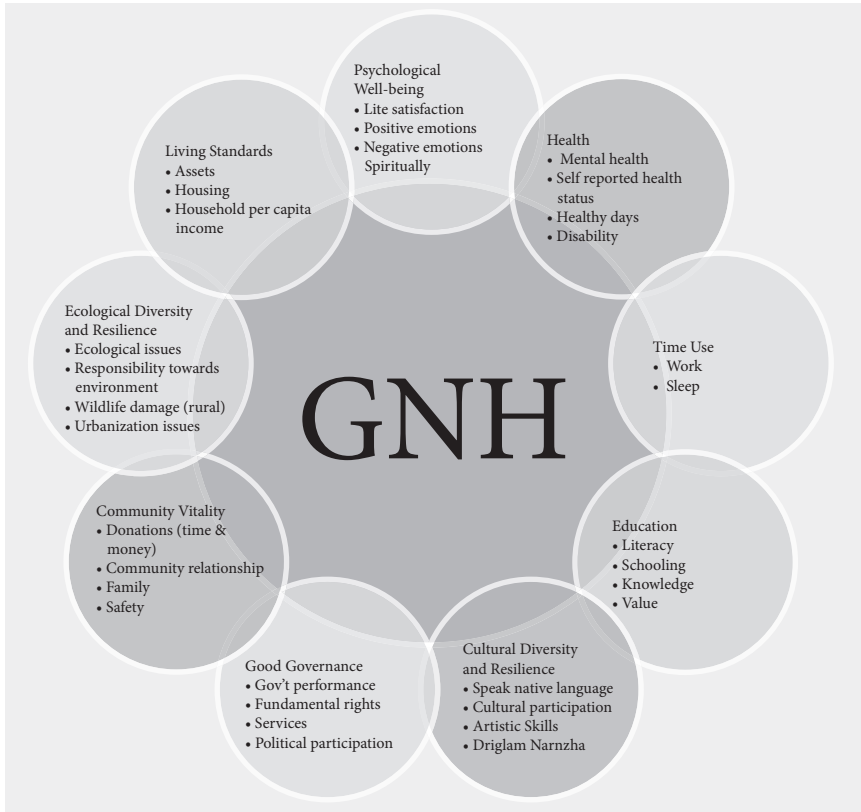 Psychological
Well-being
• Lite satisfaction
• Positive emotions
• Negative emotions
Spiritually
Health
• Mental health
• Self reported health
status
• Healthy days
• Disability
Time Use
• Work
• Sleep
Education
• Literacy
• Schooling
• Knowledge
• Value
Cultural Diversity
and Resilience
• Speak native language
• Cultural participation
• Artistic Skills
• Driglam Narnzha
Good Governance
• Gov't performance
• Fundamental rights
• Services
• Political participation
Community Vitality
• Donations (time &
money)
• Community relationship
• Family
• Safety
Ecological Diversity
and Resilience
• Ecological issues
• Responsibility towards
environment
• Wildlife damage (rural)
• Urbanization issues
Living Standards
• Assets
• Housing
• Household per capita
income
GNH